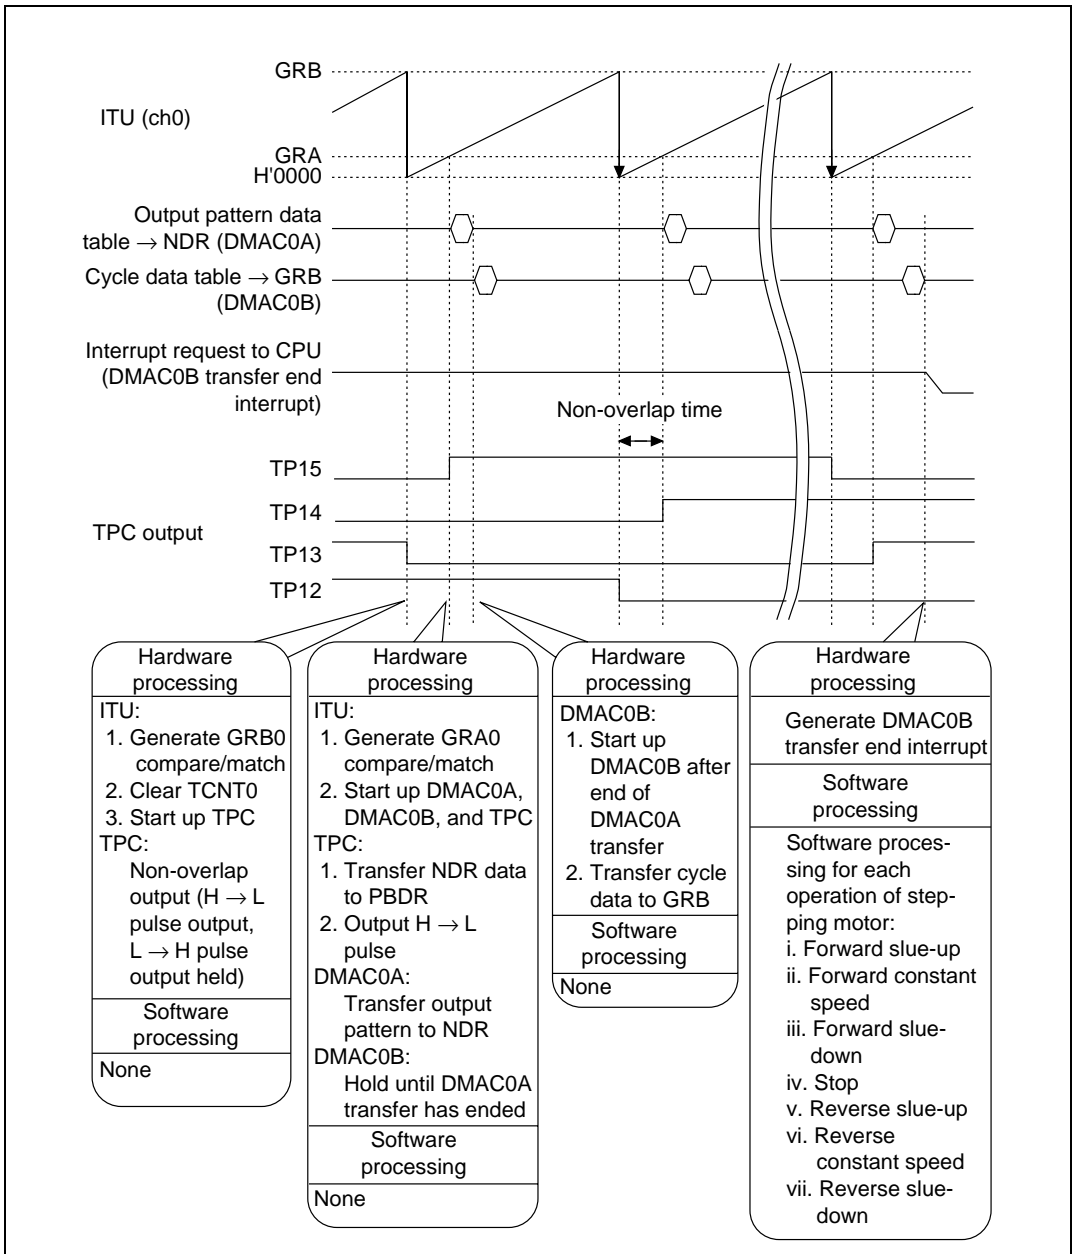 GRB
ITU (ch0)
GRA
H'0000
Output pattern data
table → NDR (DMAC0A)
Cycle data table → GRB
(DMAC0B)
Interrupt request to CPU
(DMAC0B transfer end
interrupt)
Non-overlap time
TP15
TP14
TPC output
TP13
TP12
Hardware
processing
ITU:
1. Generate GRB0
compare/match
2. Clear TCNT0
3. Start up TPC
TPC:
Non-overlap
output (H → L
pulse output,
L → H pulse
output held)
Software
processing
None
Hardware
processing
ITU:
1. Generate GRA0
compare/match
2. Start up DMAC0A,
DMAC0B, and TPC
TPC:
1. Transfer NDR data
to PBDR
2. Output H → L
pulse
DMAC0A:
Transfer output
pattern to NDR
DMAC0B:
Hold until DMAC0A
transfer has ended
Software
processing
None
Hardware
processing
DMAC0B:
1. Start up
DMAC0B after
end of
DMAC0A
transfer
2. Transfer cycle
data to GRB
Software
processing
None
Hardware
processing
Generate DMAC0B
transfer end interrupt
Software
processing
Software proces-
sing for each
operation of step-
ping motor:
i. Forward slue-up
ii. Forward constant
speed
iii. Forward slue-
down
iv. Stop
v. Reverse slue-up
vi. Reverse
constant speed
vii. Reverse slue-
down